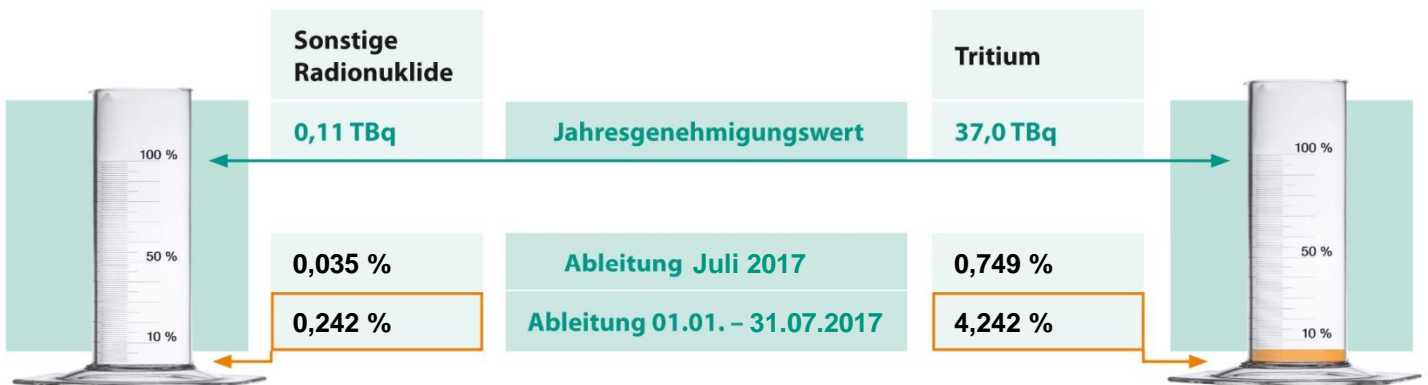 Sonstige
Radionuklide
Tritium
0,11 TBq
Jahresgenehmigungswert
37,0 TBq
100 %
100 %
50 %
0,035 %
Ableitung Juli 2017
0,749 %
50 %
0,242 %
Ableitung 01.01. – 31.07.2017
4,242 %
10 %
10 %